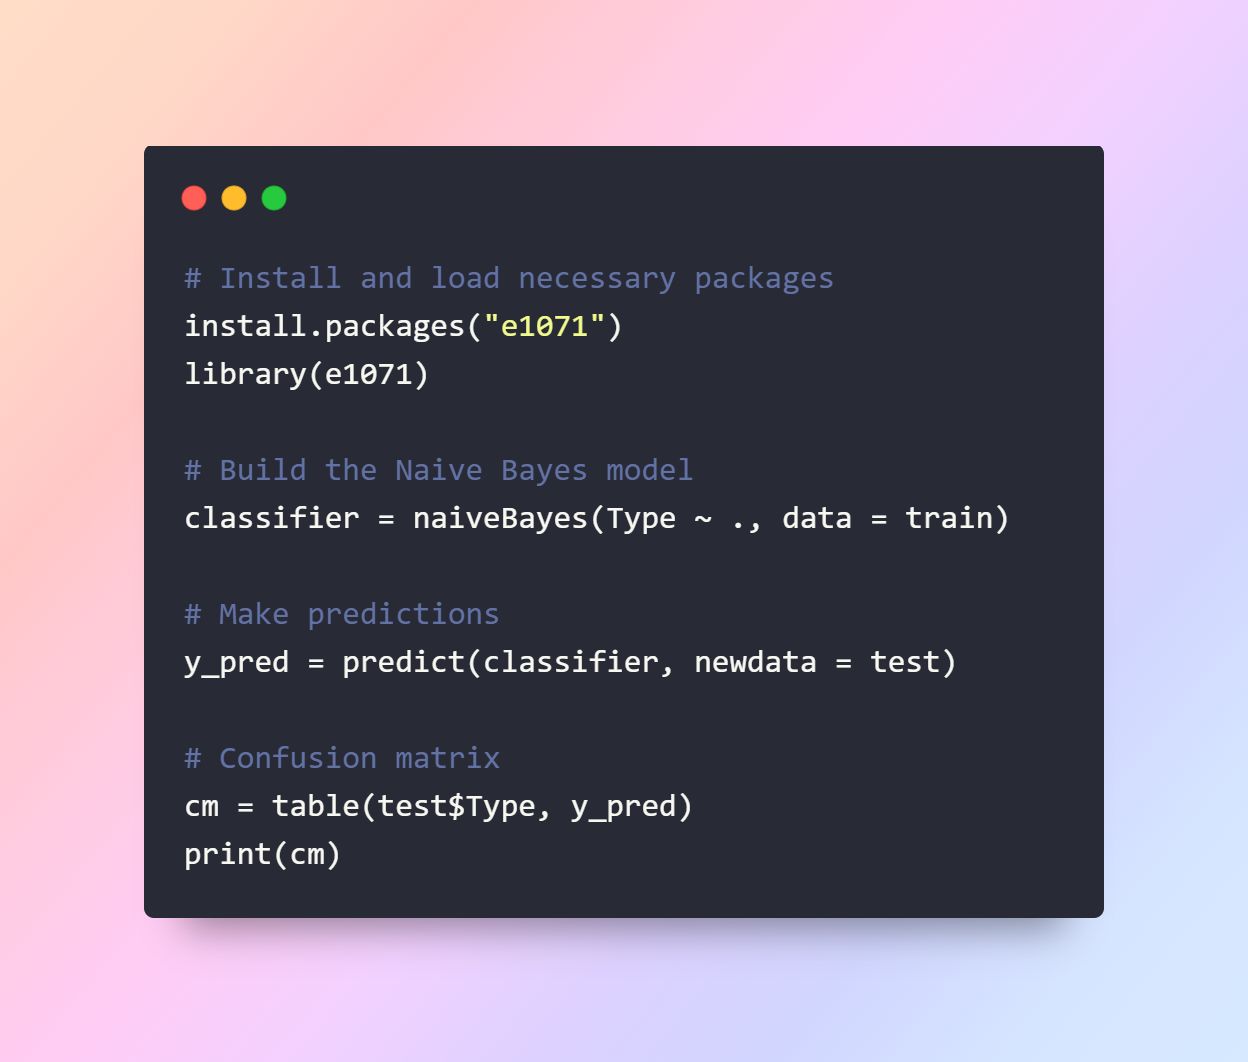 # Install and load necessary packages
install.packages("e1071")
library(e1071)
# Build the Naive Bayes model
classifier = naiveBayes(Type ~ ., data = train)
# Make predictions
y_pred = predict(classifier, newdata = test)
# Confusion matrix
cm = table(test$Type, y_pred)
print(cm)